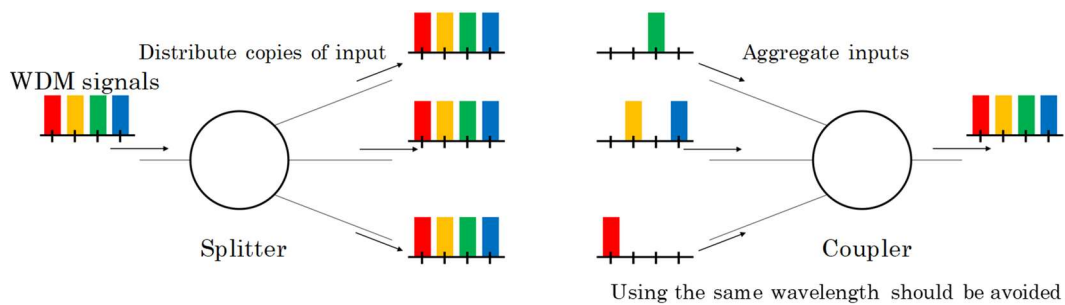 Distribute copies of input
WDM signals
Splitter
Aggregate inputs
Coupler
Using the same wavelength should be avoided